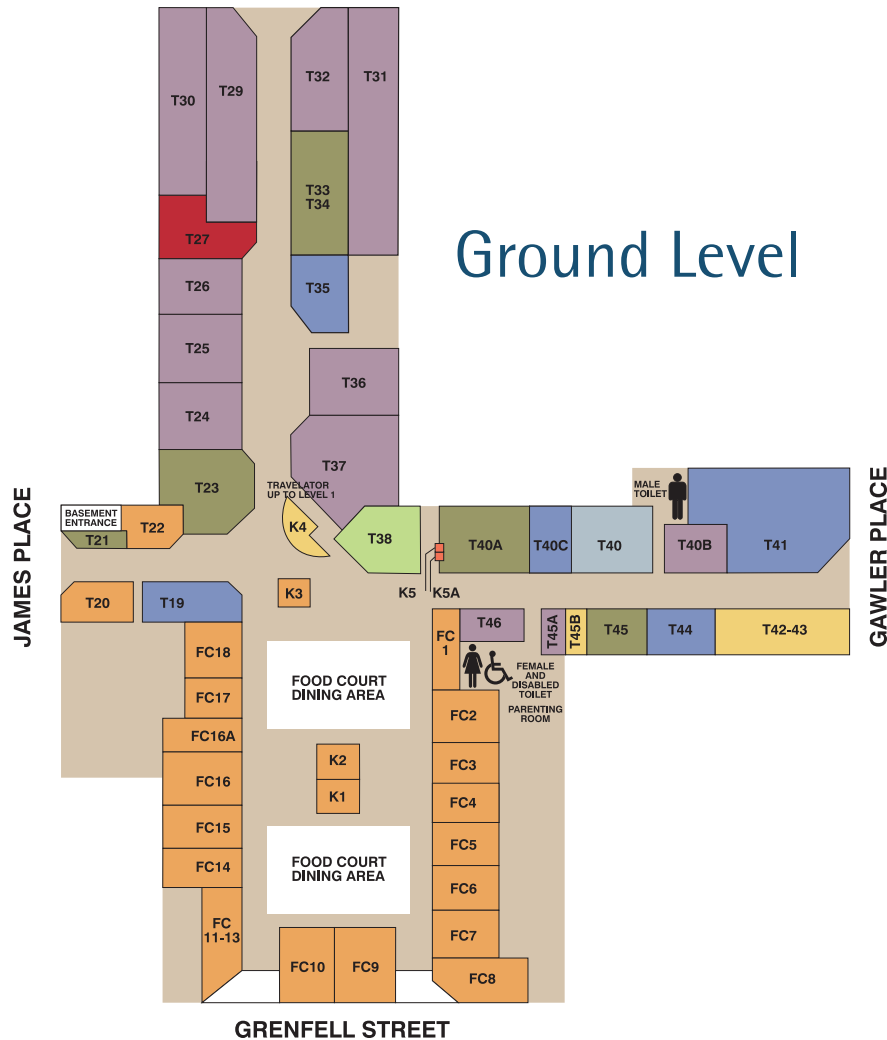 T30
T29
T32
T31
T33
T34
T27
Ground Level
T26
T35
T25
T36
T24
T37
TRAVELATOR
UP TO LEVEL 1
T23
MALE
TOILET
JAMES PLACE
BASEMENT
ENTRANCE
T22
T21
K4
T38
T40A
T40C
T40
T40B
T41
GAWLER PLACE
K5
K5A
K3
T20
T19
FC
1
T46
T45A
T45B
T45
T44
T42-43
FC18
FEMALE
AND
DISABLED
TOILET
PARENTING
ROOM
FOOD COURT
DINING AREA
FC17
FC2
FC16A
K2
FC3
FC16
K1
FC4
FC15
FC5
FC14
FOOD COURT
DINING AREA
FC6
FC
11-13
FC7
FC10
FC9
FC8
GRENFELL STREET